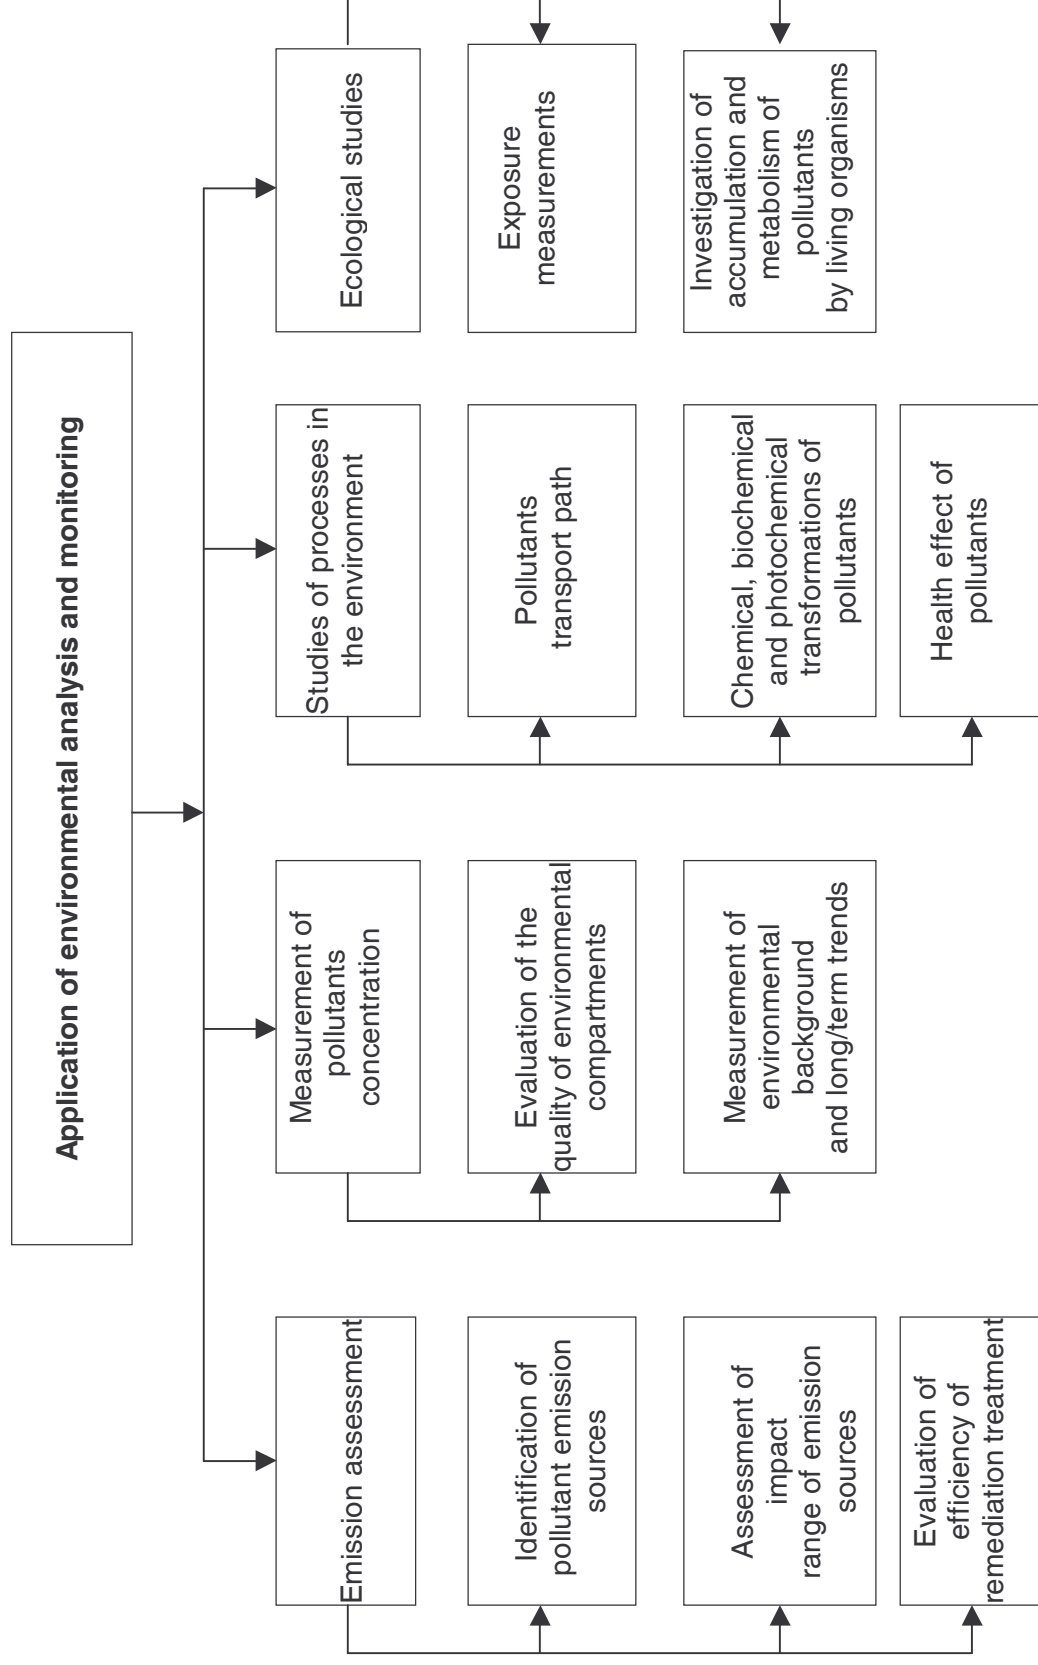 Application of environmental analysis and monitoring
Emission assessment
Identification of
pollutant emission
sources
Assessment of
impact
range of emission
sources
Evaluation of
efficiency of
remediation treatment
Measurement of
pollutants
concentration
Evaluation of the
quality of environmental
compartments
Measurement of
environmental
background
and long/term trends
Studies of processes in
the environment
Pollutants
transport path
Chemical, biochemical
and photochemical
transformations of
pollutants
Health effect of
pollutants
Ecological studies
Exposure
measurements
Investigation of
accumulation and
metabolism of
pollutants
by living organisms